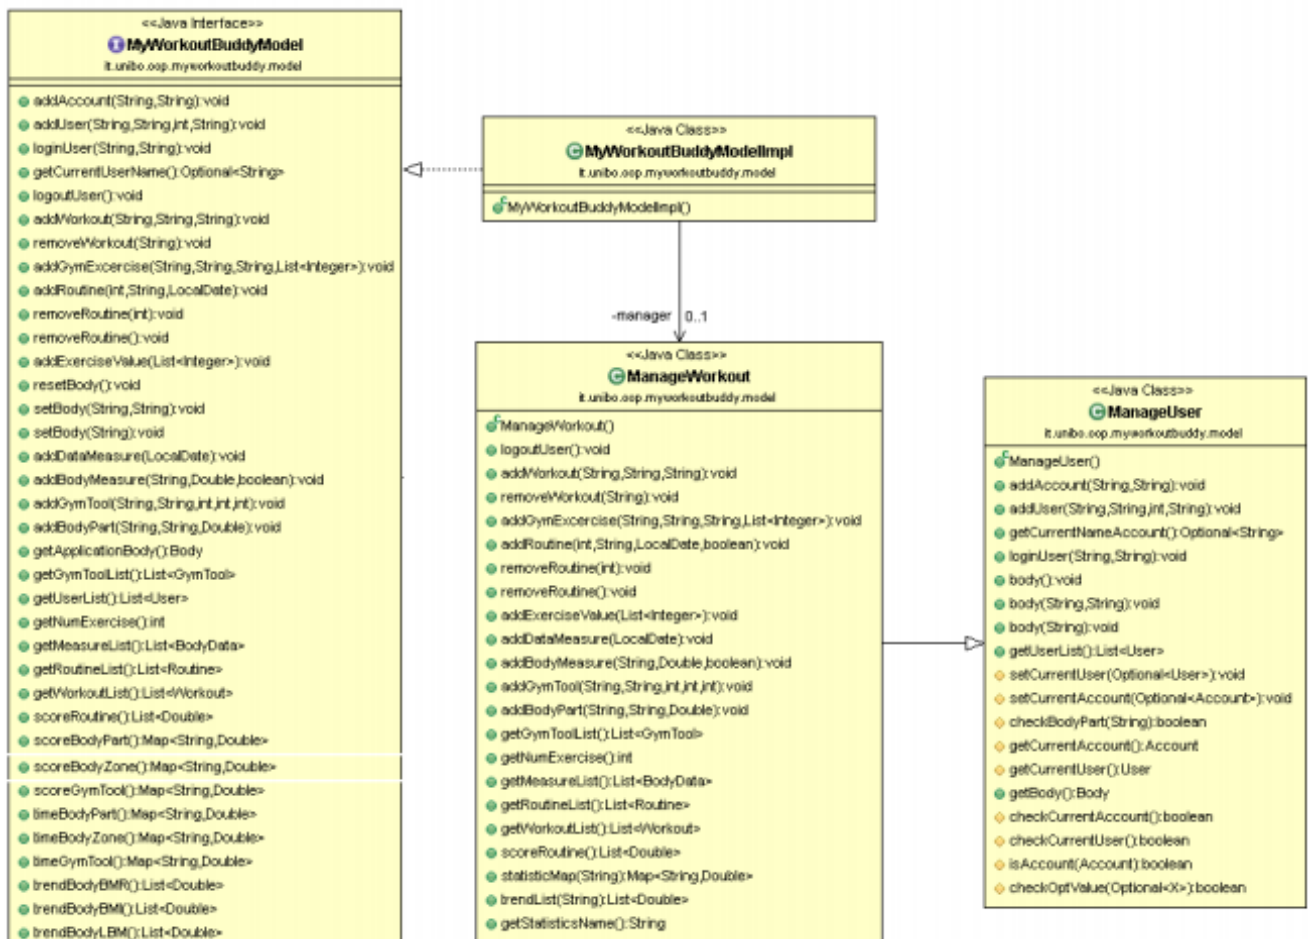 <<Java Interface>>
MyWorkoutBuddyModel
it.unibo.oop.myworkoutbuddy.model
addAccount(String,String):void
addUser(String,String,int,String):void
loginUser(String,String):void
getCurrentUserName():Optional<String>
logoutUser():void
addWorkout(String,String,String):void
removeWorkout(String):void
addGymExcercise(String,String,String,List<Integer>):void
addRoutine(int,String,LocalDate):void
removeRoutine(int):void
removeRoutine():void
addExerciseValue(List<Integer>):void
resetBody():void
setBody(String,String):void
setBody(String):void
addDataMeasure(LocalDate):void
addBodyMeasure(String,Double,boolean):void
addGymTool(String,String,int,int,int):void
addBodyPart(String,String,Double):void
getApplicationBody():Body
getGymToolList():List<GymTool>
getUserList():List<User>
getNumExercise():int
getMeasureList():List<BodyData>
getRoutineList():List<Routine>
getWorkoutList():List<Workout>
scoreRoutine():List<Double>
scoreBodyPart():Map<String,Double>
scoreBodyZone():Map<String,Double>
scoreGymTool():Map<String,Double>
timeBodyPart():Map<String,Double>
timeBodyZone():Map<String,Double>
timeGymTool():Map<String,Double>
trendBodyBMR():List<Double>
trendBodyBMI():List<Double>
trendBodyLBM():List<Double>
<<Java Class>>
MyWorkoutBuddyModelImpl
it.unibo.oop.myworkoutbuddy.model
MyWorkoutBuddyModelImpl()
-manager 0..1
<<Java Class>>
ManageWorkout
it.unibo.oop.myworkoutbuddy.model
ManageWorkout()
logoutUser():void
addWorkout(String,String,String):void
removeWorkout(String):void
addGymExcercise(String,String,String,List<Integer>):void
addRoutine(int,String,LocalDate,boolean):void
removeRoutine(int):void
removeRoutine():void
addExerciseValue(List<Integer>):void
addDataMeasure(LocalDate):void
addBodyMeasure(String,Double,boolean):void
addGymTool(String,String,int,int,int):void
addBodyPart(String,String,Double):void
getGymToolList():List<GymTool>
getNumExercise():int
getMeasureList():List<BodyData>
getRoutineList():List<Routine>
getWorkoutList():List<Workout>
scoreRoutine():List<Double>
statisticMap(String):Map<String,Double>
trendList(String):List<Double>
getStatisticsName():String
<<Java Class>>
ManageUser
it.unibo.oop.myworkoutbuddy.model
ManageUser()
addAccount(String,String):void
addUser(String,String,int,String):void
getCurrentNameAccount():Optional<String>
loginUser(String,String):void
body():void
body(String,String):void
body(String):void
getUserList():List<User>
setCurrentUser(Optional<User>):void
setCurrentAccount(Optional<Account>):void
checkBodyPart(String):boolean
getCurrentAccount():Account
getCurrentUser():User
getBody():Body
checkCurrentAccount():boolean
checkCurrentUser():boolean
isAccount(Account):boolean
checkOptValue(Optional<X>):boolean